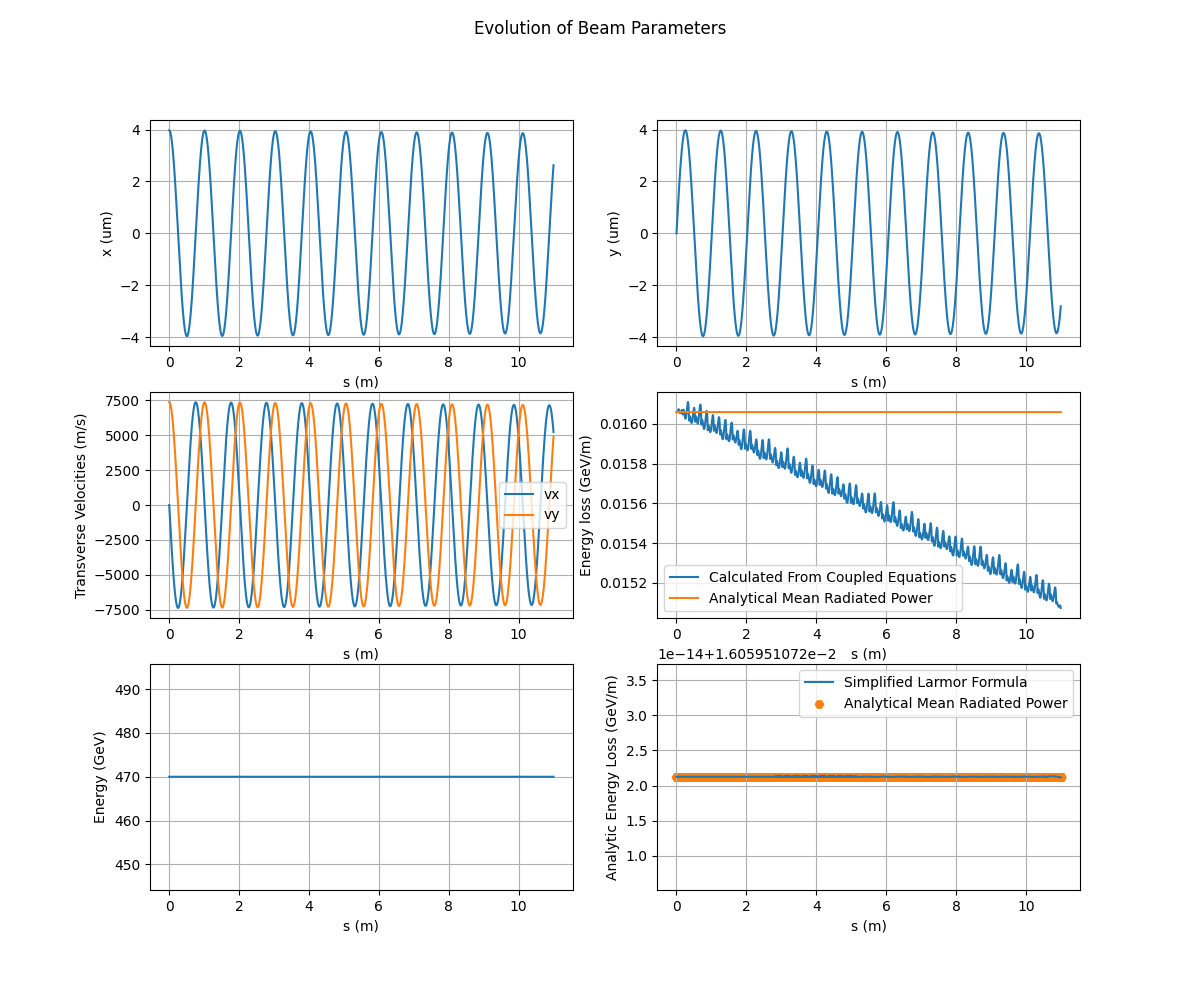 Evolution of Beam Parameters
4
2
0
−2
−4
x (um)
0 2 4 6 8 10
s (m)
4
2
0
−2
−4
y (um)
0 2 4 6 8 10
s (m)
7500
5000
2500
0
−2500
−5000
−7500
Transverse Velocities (m/s)
vx
vy
0 2 4 6 8 10
s (m)
0.0160
0.0158
0.0156
0.0154
0.0152
Energy loss (GeV/m)
Calculated From Coupled Equations
Analytical Mean Radiated Power
0 2 4 6 8 10
s (m)
490
480
470
460
450
Energy (GeV)
0 2 4 6 8 10
s (m)
1e−14+1.605951072e−2
3.5
3.0
2.5
2.0
1.5
1.0
Analytic Energy Loss (GeV/m)
Simplified Larmor Formula
Analytical Mean Radiated Power
0 2 4 6 8 10
s (m)